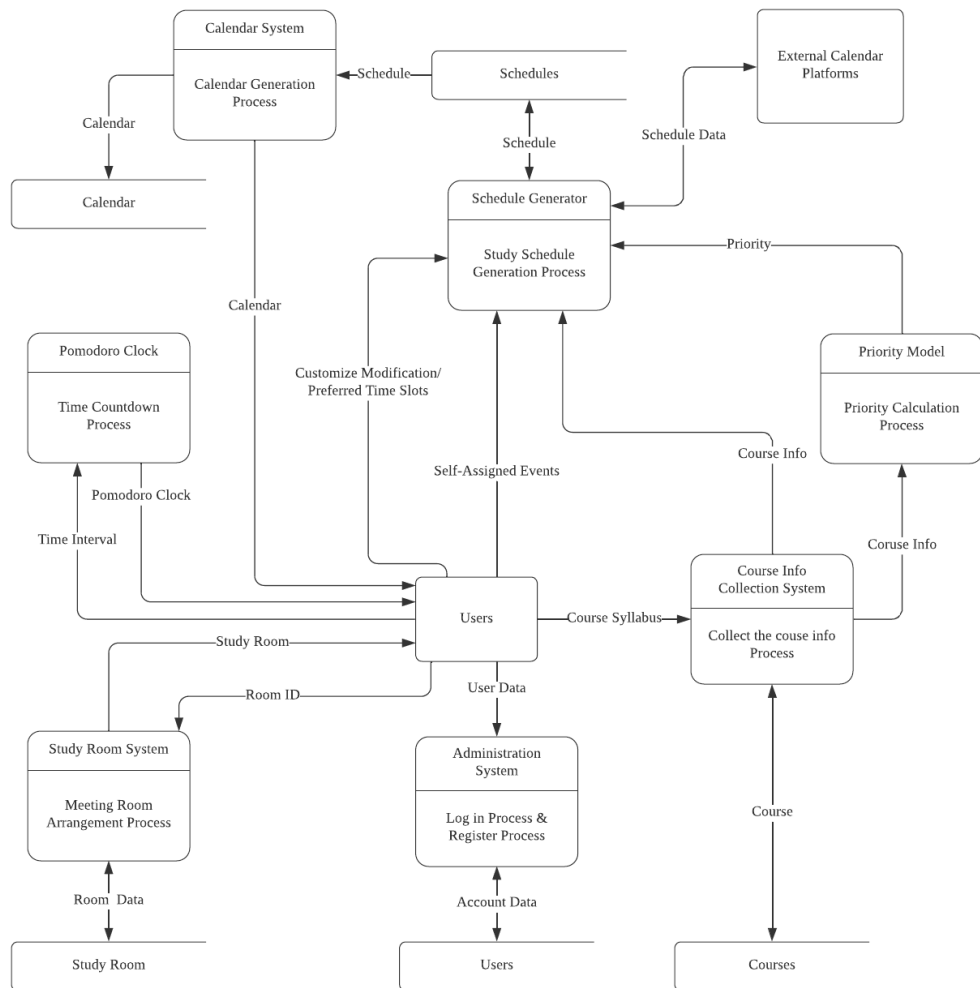 Calendar System
Calendar Generation
Process
Schedule
Schedules
External Calendar
Platforms
Calendar
Schedule
Schedule Data
Calendar
Schedule Generator
Study Schedule
Generation Process
Priority
Calendar
Pomodoro Clock
Time Countdown
Process
Customize Modification/
Preferred Time Slots
Priority Model
Priority Calculation
Process
Self-Assigned Events
Course Info
Pomodoro Clock
Time Interval
Coruse Info
Course Info
Collection System
Collect the couse info
Process
Users
Course Syllabus
Study Room
Room ID
User Data
Study Room System
Meeting Room
Arrangement Process
Administration
System
Log in Process &
Register Process
Course
Room  Data
Account Data
Study Room
Users
Courses